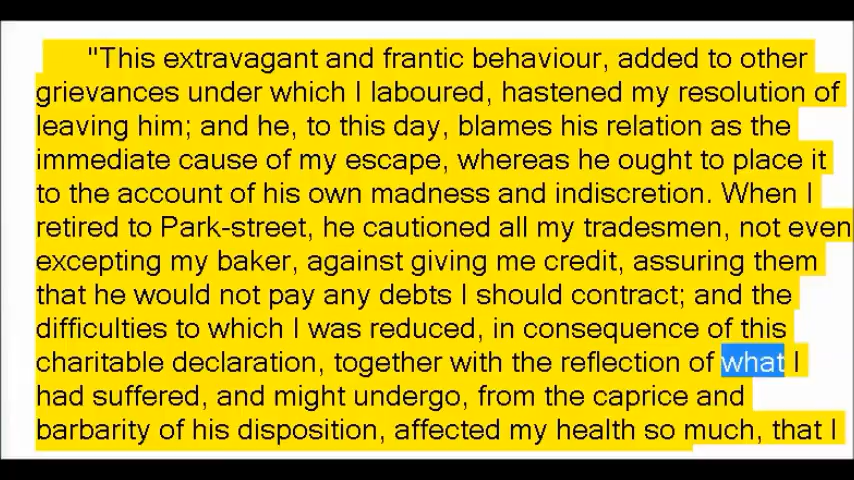 "This extravagant and frantic behaviour, added to other
grievances under which I laboured, hastened my resolution of
leaving him; and he, to this day, blames his relation as the
immediate cause of my escape, whereas he ought to place it
to the account of his own madness and indiscretion. When I
retired to Park-street, he cautioned all my tradesmen, not even
excepting my baker, against giving me credit, assuring them
that he would not pay any debts I should contract; and the
difficulties to which I was reduced, in consequence of this
charitable declaration, together with the reflection of what I
had suffered, and might undergo, from the caprice and
barbarity of his disposition, affected my health so much, that I